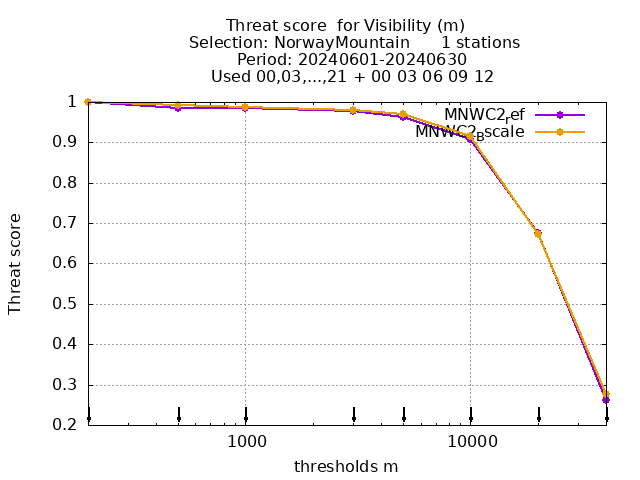 Threat score  for Visibility (m)
Selection: NorwayMountain      1 stations
Period: 20240601-20240630
Used 00,03,...,21 + 00 03 06 09 12
MNWC2ref
MNWC2Bscale
1
0.9
0.8
0.7
0.6
0.5
0.4
0.3
0.2
Threat score
1000 10000
thresholds m